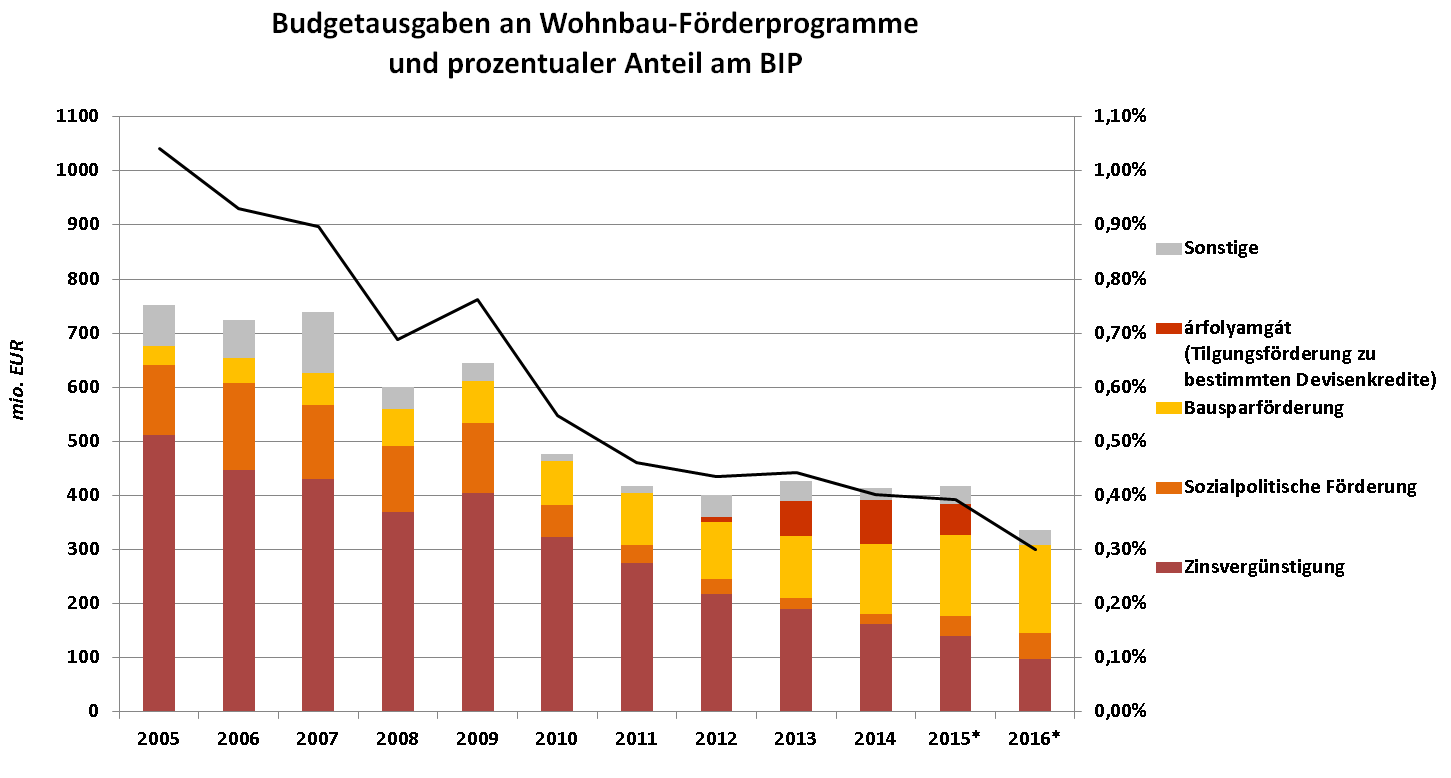 Budgetausgaben an Wohnbau-Förderprogramme
und prozentualer Anteil am BIP
mio. EUR
1100
1000
900
800
700
600
500
400
300
200
100
0
1,10%
1,00%
0,90%
0,80%
0,70%
0,60%
0,50%
0,40%
0,30%
0,20%
0,10%
0,00%
2005 2006 2007 2008 2009 2010 2011 2012 2013 2014 2015* 2016*
Sonstige
árfolyamgát
(Tilgungsförderung zu
bestimmten Devisenkredite)
Bausparförderung
Sozialpolitische Förderung
Zinsvergünstigung